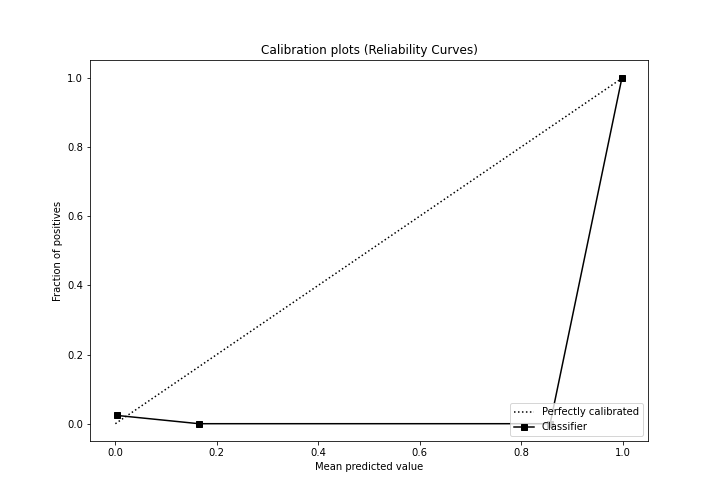 Calibration plots (Reliability Curves)
1.0
0.8
0.6
0.4
0.2
0.0
Fraction of positives
Perfectly calibrated
Classifier
0.0 0.2 0.4 0.6 0.8 1.0
Mean predicted value